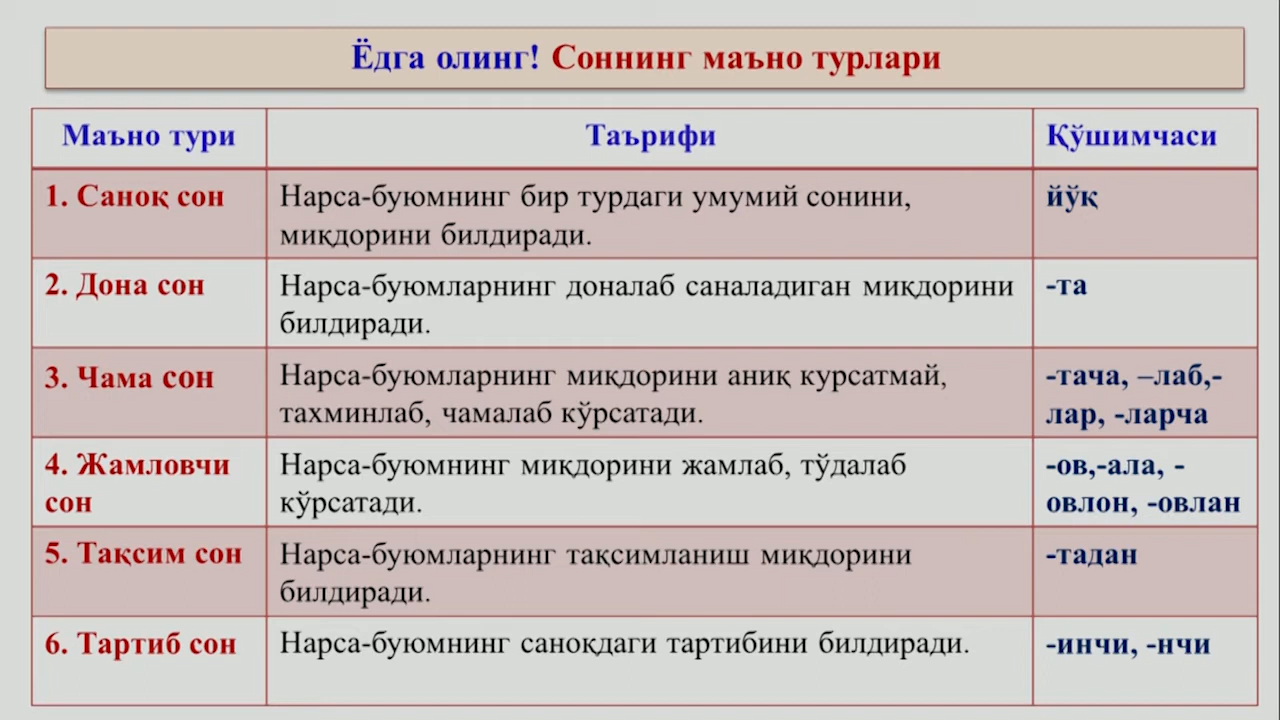 Ёдга олинг! Соннинг маъно турлари
Маъно тури
Таърифи
Қўшимчаси
1. Саноқ сон
Нарса-буюмнинг бир турдаги умумий сонини,
миқдорини билдиради.
йўқ
2. Дона сон
Нарса-буюмларнинг доналаб саналадиган миқдорини
билдиради.
-та
3. Чама сон
Нарса-буюмларнинг миқдорини аниқ курсатмай,
тахминлаб, чамалаб кўрсатади.
-тача, –лаб,-
лар, -ларча
4. Жамловчи
сон
Нарса-буюмнинг миқдорини жамлаб, тўдалаб
кўрсатади.
-ов,-ала, -
овлон, -овлан
5. Тақсим сон
Нарса-буюмларнинг тақсимланиш миқдорини
билдиради.
-тадан
6. Тартиб сон
Нарса-буюмнинг саноқдаги тартибини билдиради.
-инчи, -нчи